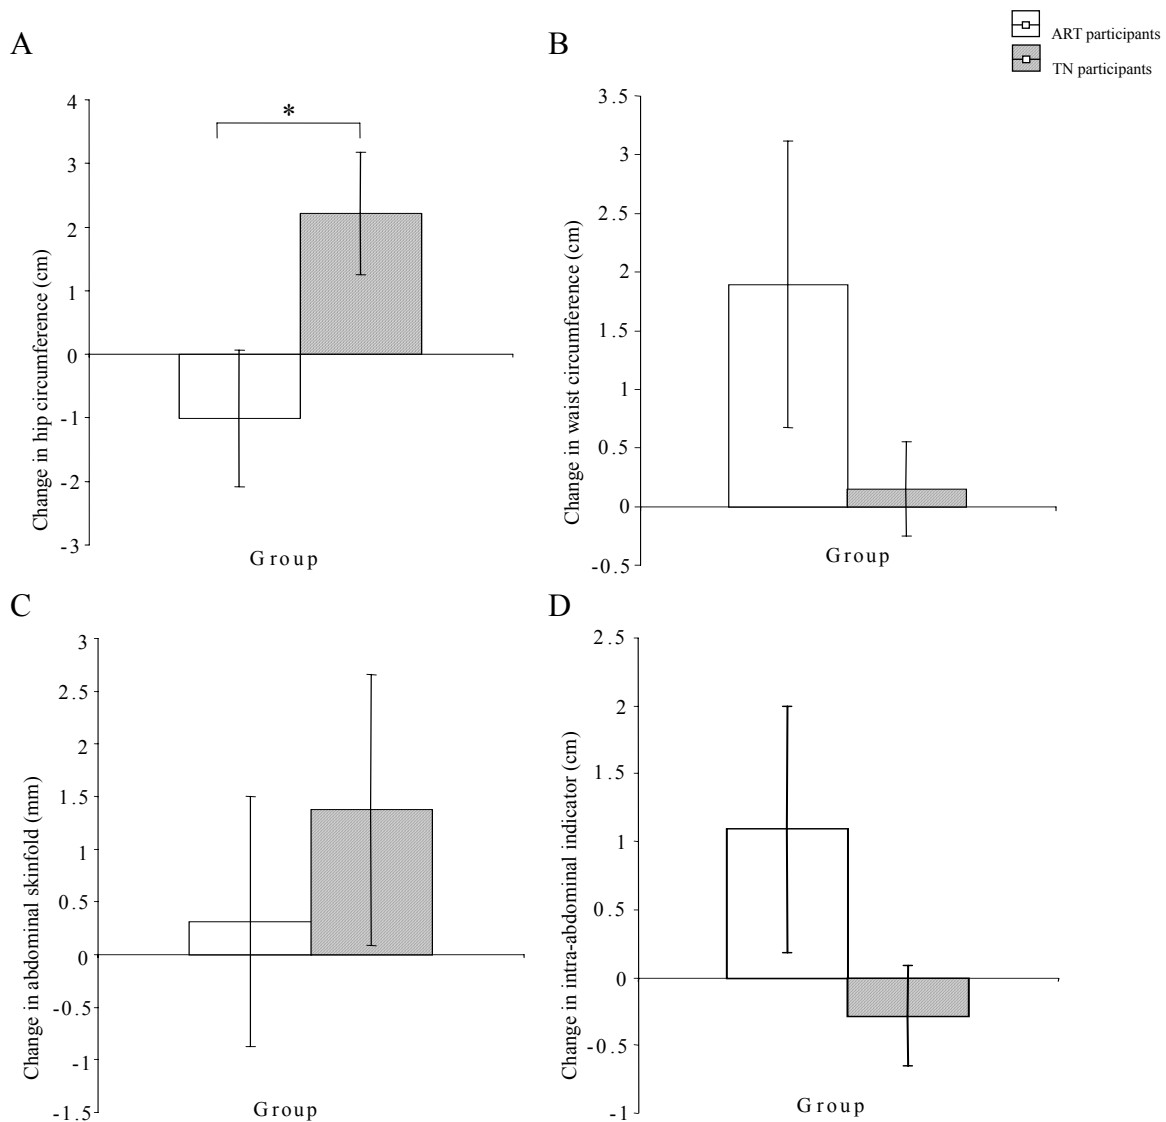 ART participants
TN participants
A
*
4
3
2
1
0
-1
-2
-3
Change in hip circumference (cm)
Group
B
3.5
3
2.5
2
1.5
1
0.5
0
-0.5
Change in waist circumference (cm)
Group
C
3
2.5
2
1.5
1
0.5
0
-0.5
-1
-1.5
Change in abdominal skinfold (mm)
Group
D
2.5
2
1.5
1
0.5
0
-0.5
-1
Change in intra-abdominal indicator (cm)
Group